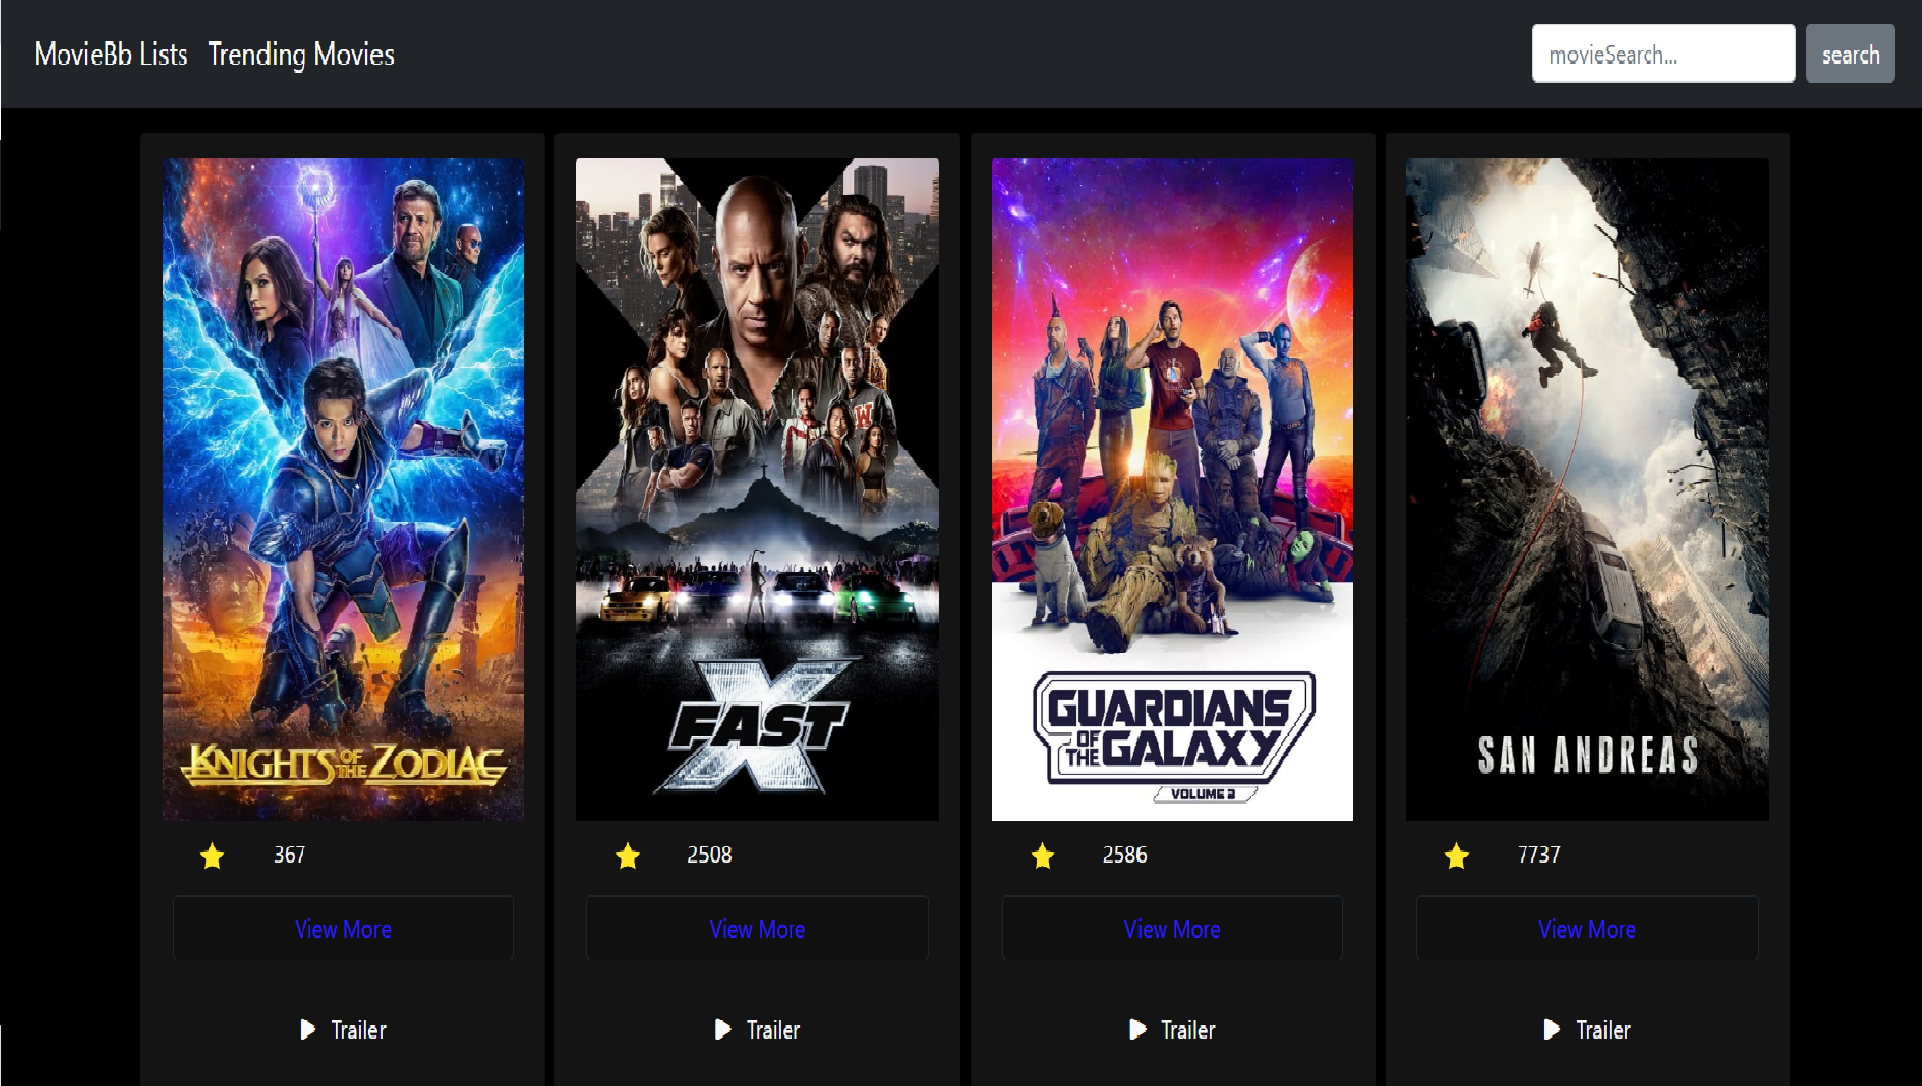 MovieBb Lists Trending Movies
movieSearch...
search
KNIGHTS OF THE ZODIAC
FAST X
GUARDIANS
OF THE GALAXY
VOLUME 3
SAN ANDREAS
W
367
2508
2586
7737
View More
View More
View More
View More
Trailer
Trailer
Trailer
Trailer